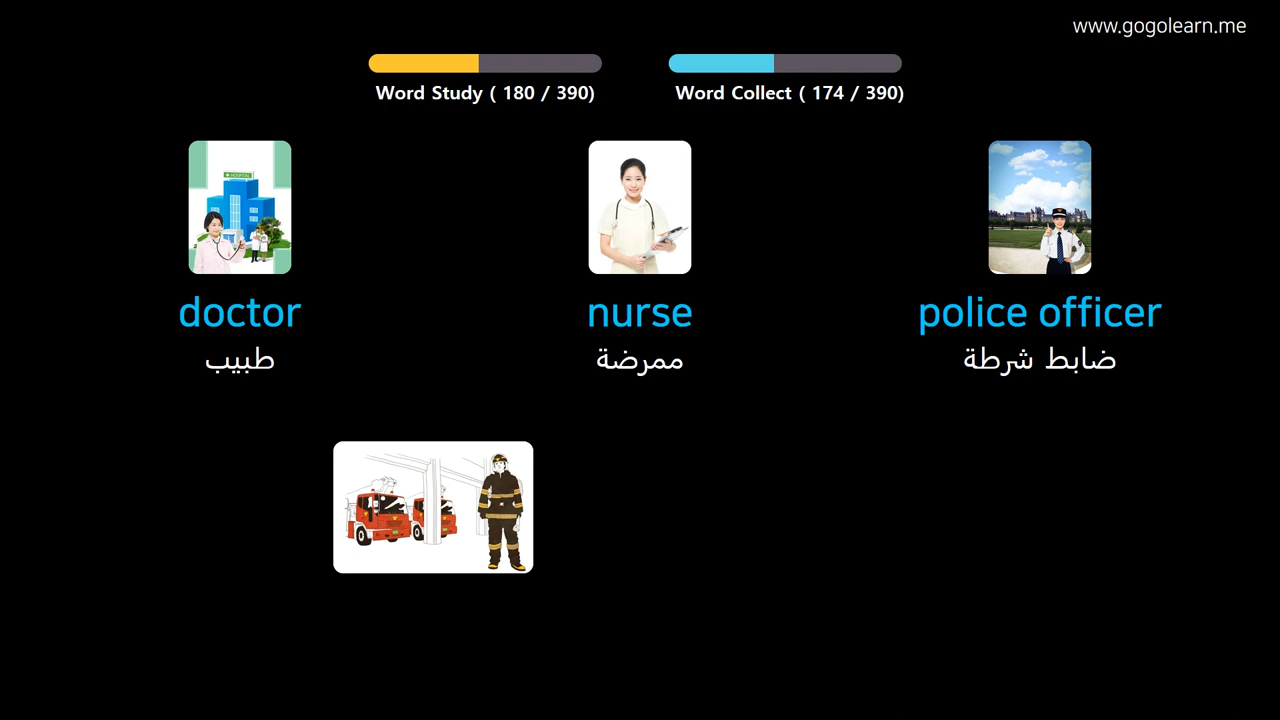 www.gogolearn.me
Word Study ( 180 / 390)
Word Collect ( 174 / 390)
HOSPITAL
doctor
nurse
police officer
طبيب
ممرضة
ضابط شرطة